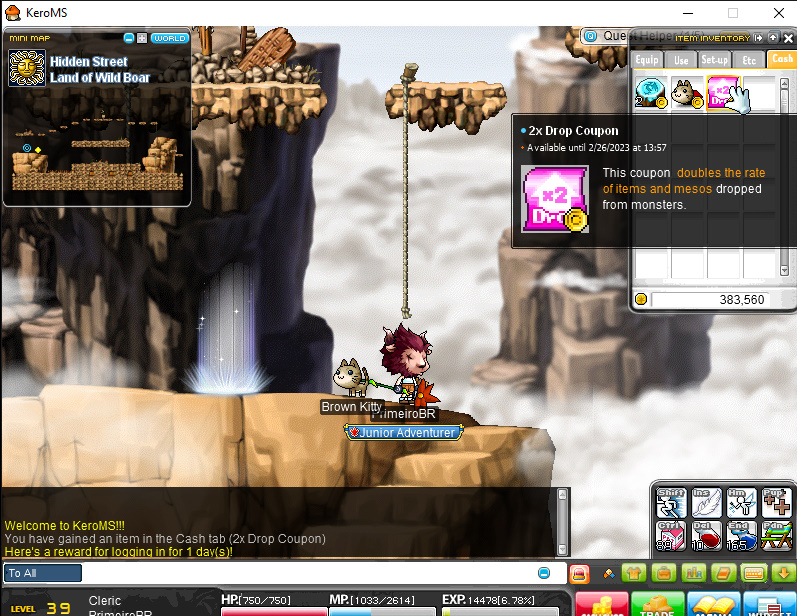 KeroMS
MINI MAP
WORLD
Hidden Street
Land of Wild Boar
Quest Helper
ITEM INVENTORY
Equip
Use
Set-up
Etc
Cash
2
x2
2x Drop Coupon
Available until 2/26/2023 at 13:57
This coupon doubles the rate
of items and mesos dropped
from monsters.
x2
383,560
Brown Kitty
PrimeiroBR
Junior Adventurer
Shift
Ins
Hm
Pup
Ctrl
Del
End
Pdn
165
Welcome to KeroMS!!!
You have gained an item in the Cash tab (2x Drop Coupon)
Here's a reward for logging in for 1 day(s)!
To All
LEVEL 39
Cleric
PrimeiroBR
HP.[750/750]
MP.[1033/2614]
EXP.14478[6.78%]
TRADE